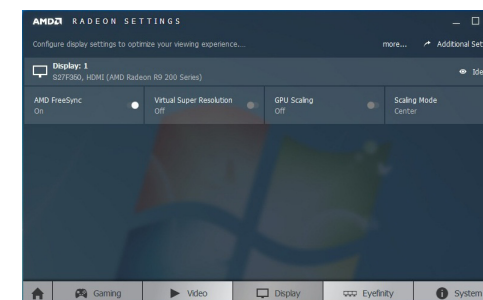 AMD RADEON SETTINGS
Configure display settings to optimize your viewing experience...
more...
Additional Set
Display: 1
S27F350, HDMI (AMD Radeon R9 200 Series)
Ide
AMD FreeSync
On
Virtual Super Resolution
Off
GPU Scaling
Off
Scaling Mode
Center
Gaming
Video
Display
Eyefinity
System